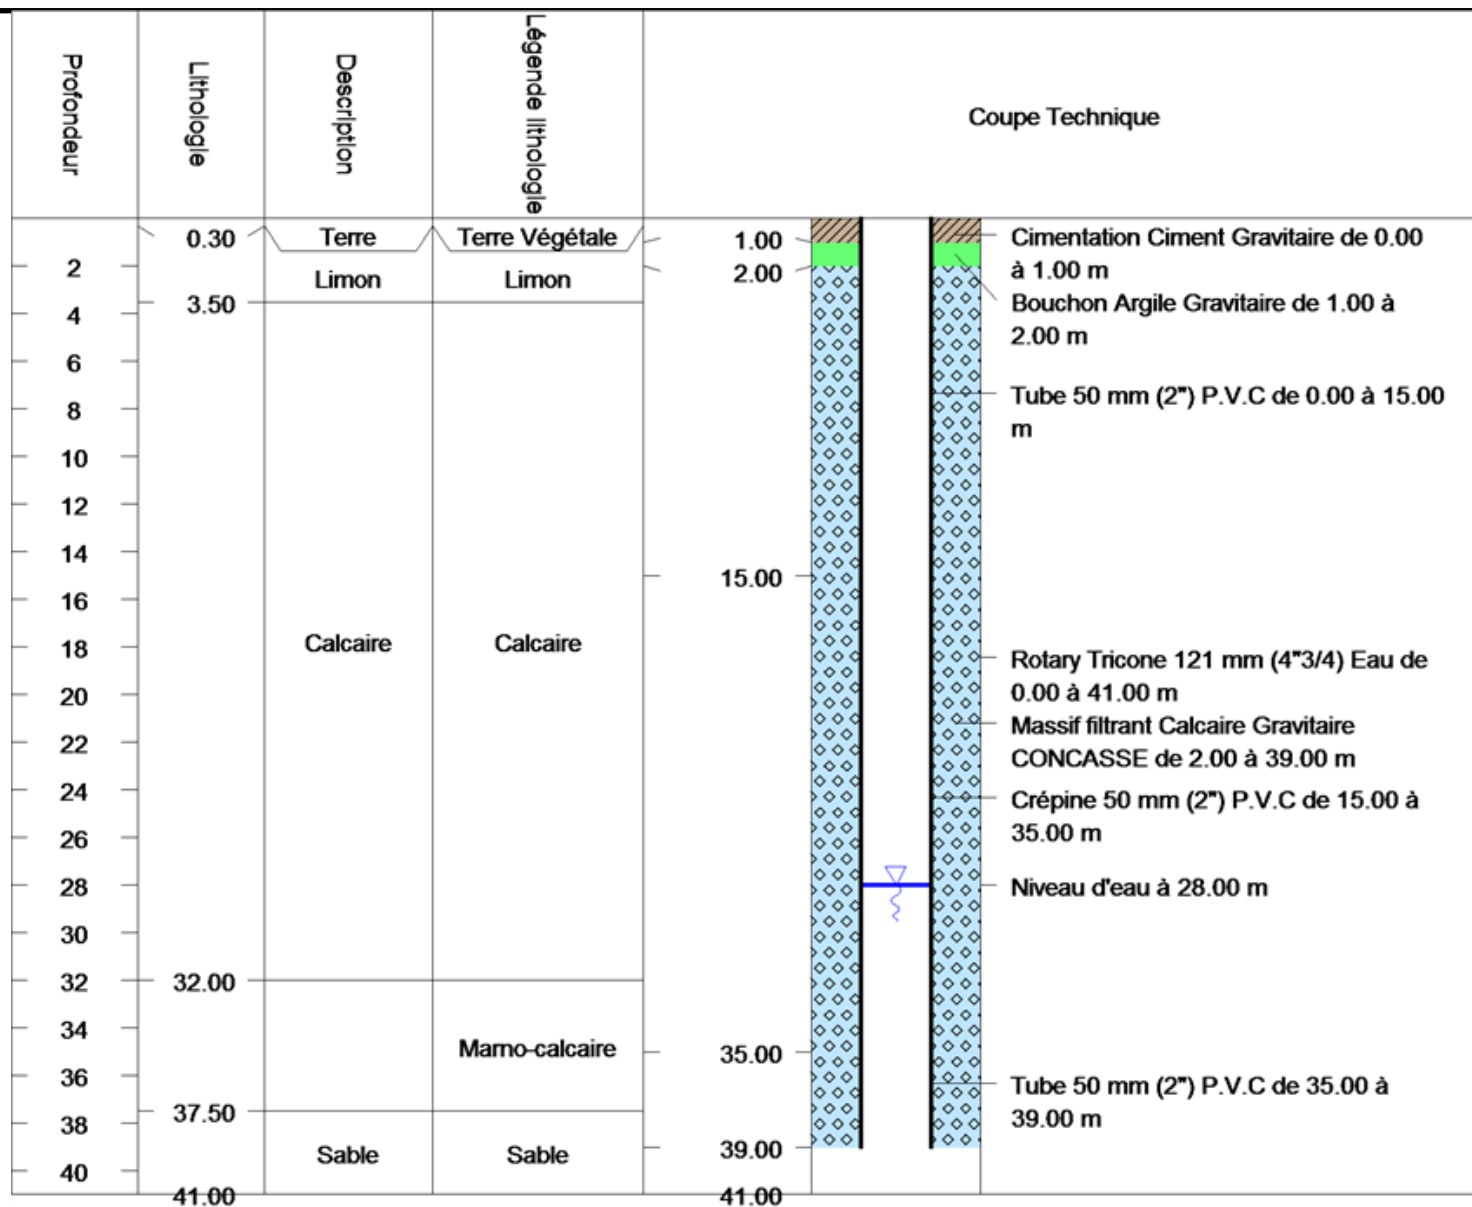 Profondeur
Lithologie
Description
Légende lithologie
Coupe Technique
0.30
Terre
Terre Végétale
1.00
Cimentation Ciment Gravitaire de 0.00
à 1.00 m
2
Limon
Limon
2.00
3.50
Bouchon Argile Gravitaire de 1.00 à
2.00 m
4
6
8
Tube 50 mm (2") P.V.C de 0.00 à 15.00
m
10
12
14
15.00
16
18
Calcaire
Calcaire
Rotary Tricone 121 mm (4"3/4) Eau de
0.00 à 41.00 m
20
Massif filtrant Calcaire Gravitaire
CONCASSE de 2.00 à 39.00 m
22
24
Crépine 50 mm (2") P.V.C de 15.00 à
35.00 m
26
28
Niveau d'eau à 28.00 m
30
32
32.00
34
Marno-calcaire
35.00
36
Tube 50 mm (2") P.V.C de 35.00 à
39.00 m
37.50
38
Sable
Sable
39.00
40
41.00
41.00